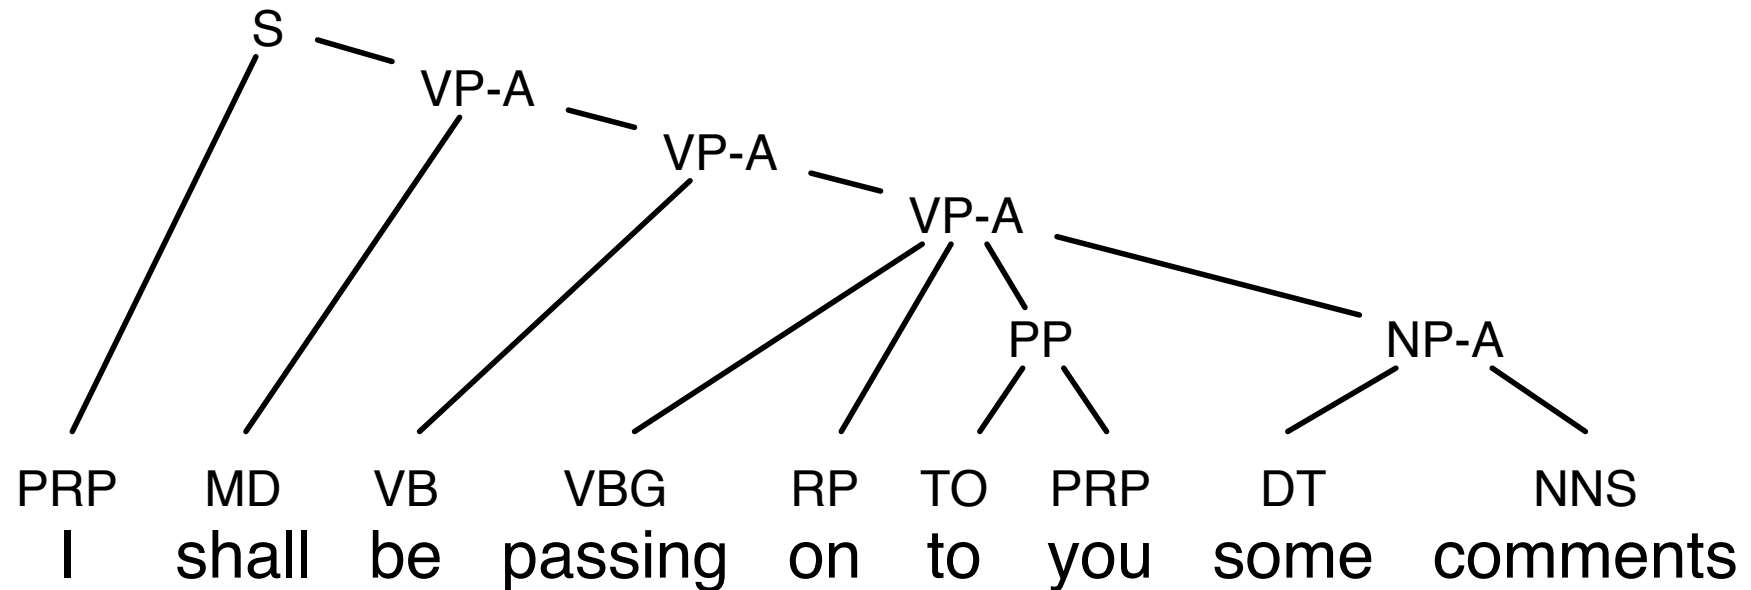 S
VP-A
VP-A
VP-A
PP NP-A
PRP MD VB VBG RP TO PRP DT NNS
I shall be passing on to you some comments